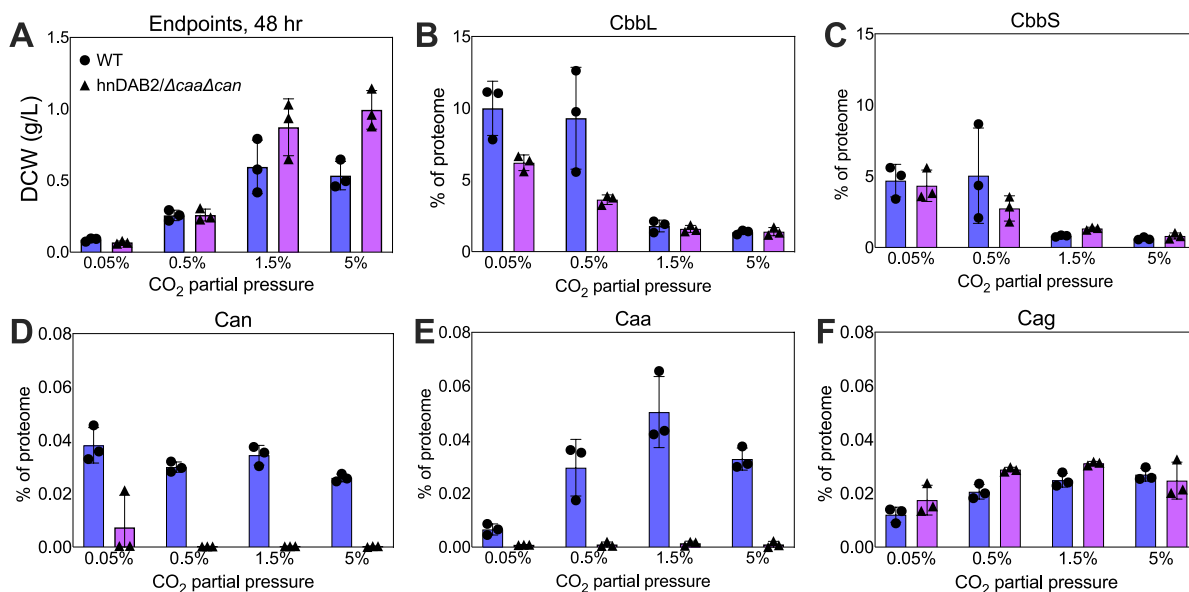 A
Endpoints, 48 hr
WT
hnDAB2/ΔcaaΔcan
DCW (g/L)
1.5
1.0
0.5
0.0
0.05% 0.5% 1.5% 5%
CO2 partial pressure
B
CbbL
% of proteome
15
10
5
0
0.05% 0.5% 1.5% 5%
CO2 partial pressure
C
CbbS
% of proteome
15
10
5
0
0.05% 0.5% 1.5% 5%
CO2 partial pressure
D
Can
% of proteome
0.08
0.06
0.04
0.02
0.00
0.05% 0.5% 1.5% 5%
CO2 partial pressure
E
Caa
% of proteome
0.08
0.06
0.04
0.02
0.00
0.05% 0.5% 1.5% 5%
CO2 partial pressure
F
Cag
% of proteome
0.08
0.06
0.04
0.02
0.00
0.05% 0.5% 1.5% 5%
CO2 partial pressure